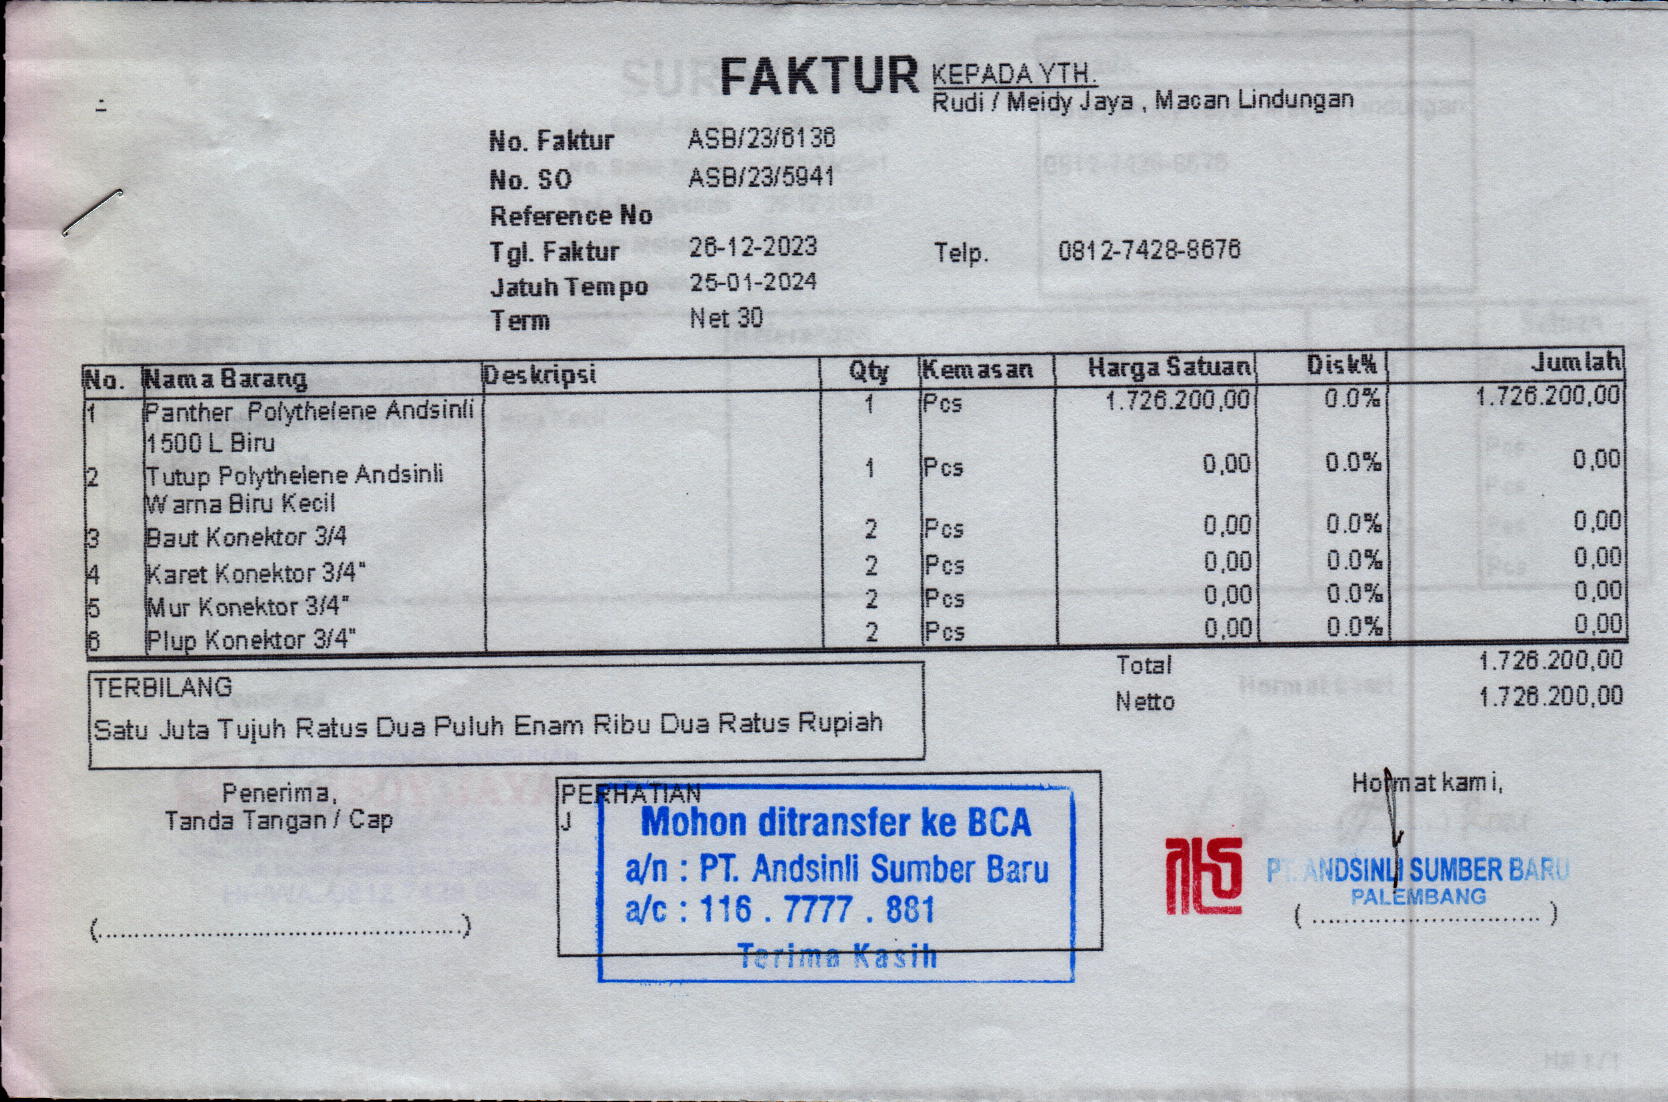 FAKTUR
KEPADA YTH.
Rudi / Meidy Jaya , Macan Lindungan
No. Faktur ASB/23/6136
No. SO ASB/23/5941
Reference No
Tgl. Faktur 26-12-2023 Telp. 0812-7428-8676
Jatuh Tempo 25-01-2024
Term Net 30
No. Nama Barang Deskripsi Qty Kemasan Harga Satuan Disk% Jumlah
1 Panther Polythelene Andsinli 1 Pcs 1.726.200,00 0.0% 1.726.200,00
1500 L Biru
2 Tutup Polythelene Andsinli 1 Pcs 0,00 0.0% 0,00
Warna Biru Kecil
3 Baut Konektor 3/4 2 Pcs 0,00 0.0% 0,00
4 Karet Konektor 3/4" 2 Pcs 0,00 0.0% 0,00
5 Mur Konektor 3/4" 2 Pcs 0,00 0.0% 0,00
6 Plup Konektor 3/4" 2 Pcs 0,00 0.0% 0,00
Total 1.726.200,00
Netto 1.726.200,00
TERBILANG
Satu Juta Tujuh Ratus Dua Puluh Enam Ribu Dua Ratus Rupiah
Penerima,
Tanda Tangan / Cap
(............................................)
PERHATIAN
J
Mohon ditransfer ke BCA
a/n : PT. Andsinli Sumber Baru
a/c : 116 . 7777 . 881
Terima Kasih
Hormat kami,
PT. ANDSINLI SUMBER BARU
PALEMBANG
( ............................ )